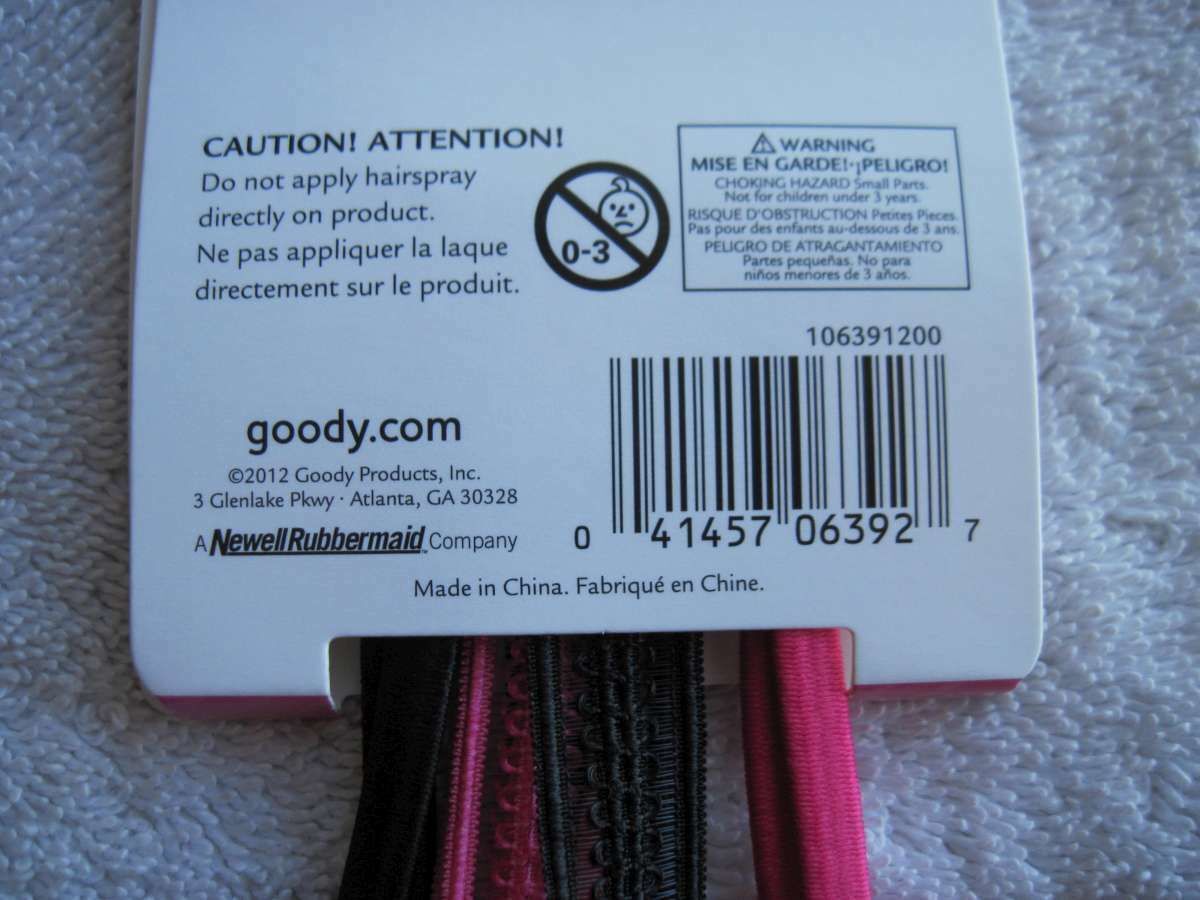 CAUTION! ATTENTION!
Do not apply hairspray
directly on product.
Ne pas appliquer la laque
directement sur le produit.
0-3
⚠ WARNING
MISE EN GARDE!·¡PELIGRO!
CHOKING HAZARD Small Parts.
Not for children under 3 years.
RISQUE D'OBSTRUCTION Petites Pieces.
Pas pour des enfants au-dessous de 3 ans.
PELIGRO DE ATRAGANTAMIENTO
Partes pequeñas. No para
niños menores de 3 años.
106391200
0 41457 06392 7
goody.com
©2012 Goody Products, Inc.
3 Glenlake Pkwy · Atlanta, GA 30328
A Newell Rubbermaid™ Company
Made in China. Fabriqué en Chine.